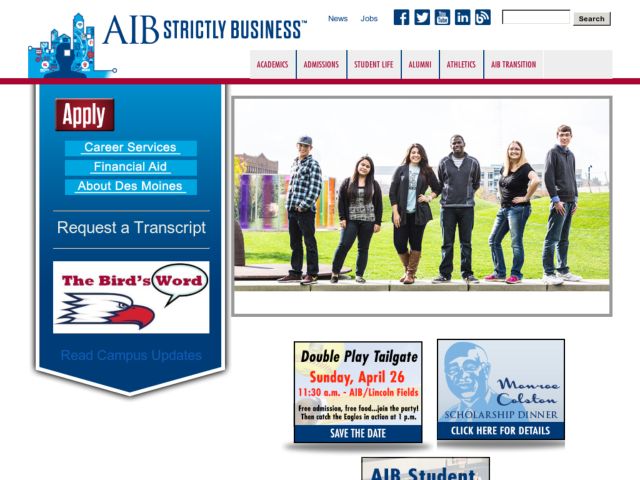 AIB STRICTLY BUSINESS™
News Jobs
You Tube
Search
ACADEMICS ADMISSIONS STUDENT LIFE ALUMNI ATHLETICS AIB TRANSITION
Apply
Career Services
Financial Aid
About Des Moines
Request a Transcript
The Bird's Word
Read Campus Updates
Double Play Tailgate
Sunday, April 26
11:30 a.m. - AIB/Lincoln Fields
Free admission, free food...join the party!
Then catch the Eagles in action at 1 p.m.
SAVE THE DATE
Monroe
Colston
SCHOLARSHIP DINNER
CLICK HERE FOR DETAILS
AIB Student